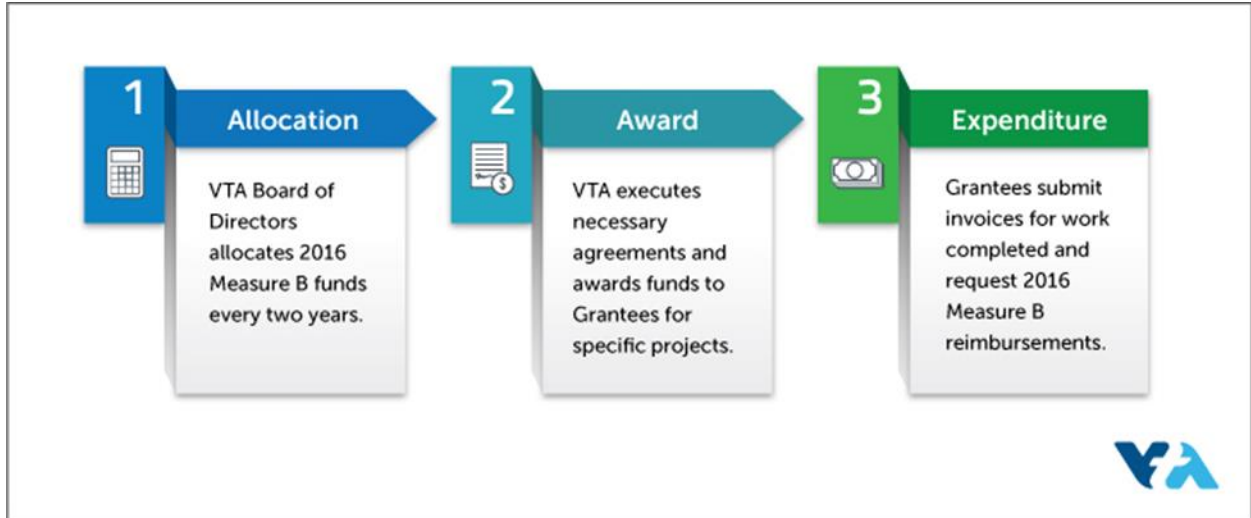 1
Allocation
VTA Board of
Directors
allocates 2016
Measure B funds
every two years.
2
Award
VTA executes
necessary
agreements and
awards funds to
Grantees for
specific projects.
3
Expenditure
Grantees submit
invoices for work
completed and
request 2016
Measure B
reimbursements.
VTA